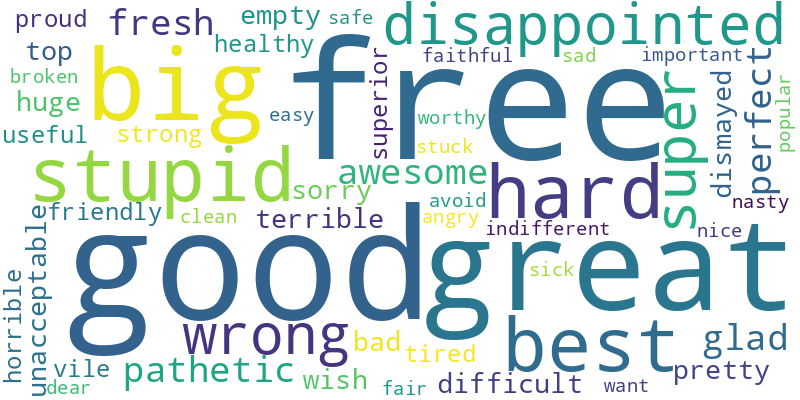 proud
fresh
empty
safe
disappointed
top
healthy
free
faithful
sad
important
broken
big
superior
super
dismayed
perfect
popular
huge
easy
worthy
useful
strong
stuck
stupid
awesome
hard
sorry
avoid
nasty
friendly
clean
terrible
angry
indifferent
nice
horrible
unacceptable
good
great
sick
wrong
bad
tired
best
glad
vile
pathetic
wish
pretty
dear
fair
difficult
want